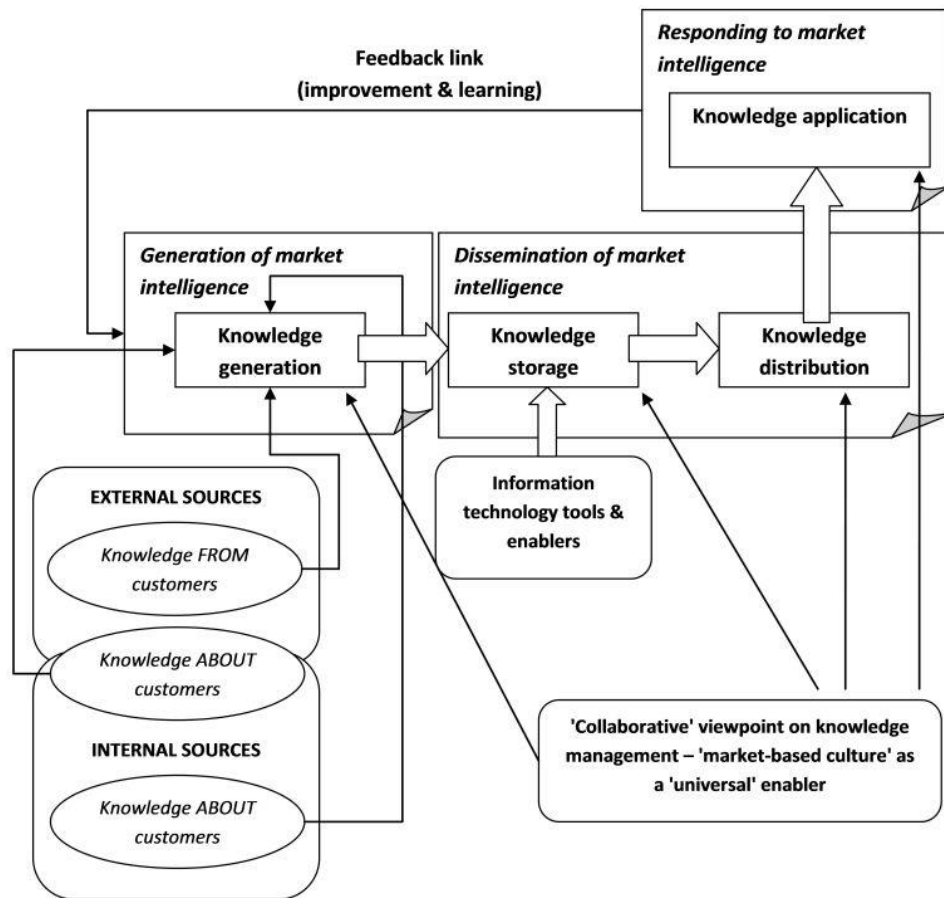 Responding to market
intelligence
Knowledge application
Feedback link
(improvement & learning)
Generation of market
intelligence
Knowledge
generation
Dissemination of market
intelligence
Knowledge
storage
Knowledge
distribution
Information
technology tools &
enablers
EXTERNAL SOURCES
Knowledge FROM
customers
Knowledge ABOUT
customers
INTERNAL SOURCES
Knowledge ABOUT
customers
'Collaborative' viewpoint on knowledge
management – 'market-based culture' as
a 'universal' enabler